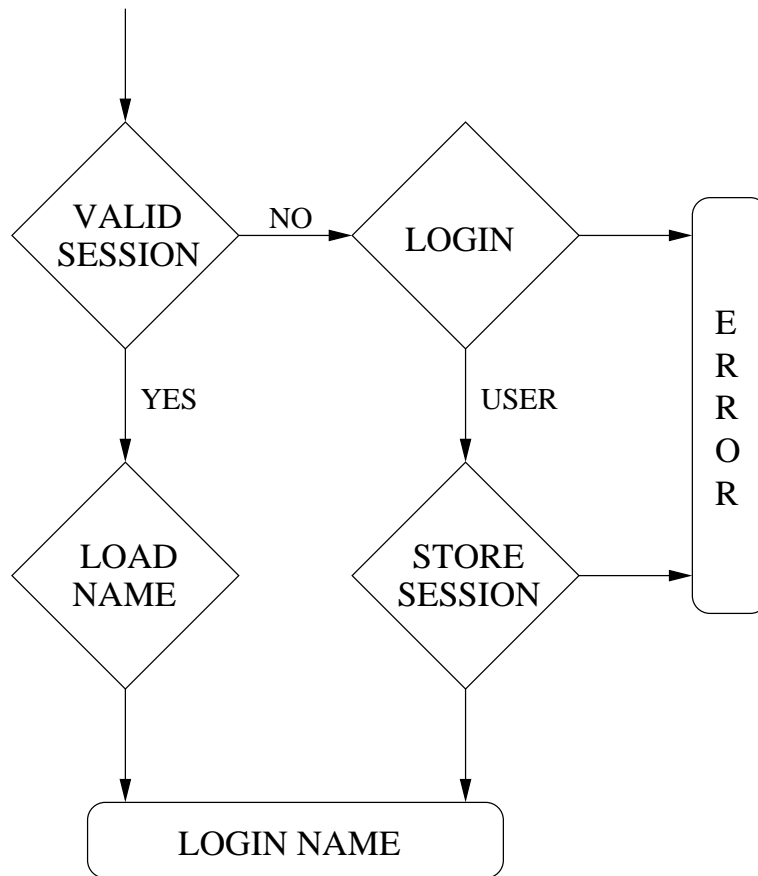 VALID
SESSION
NO
LOGIN
YES
USER
LOAD
NAME
STORE
SESSION
E
R
R
O
R
LOGIN NAME